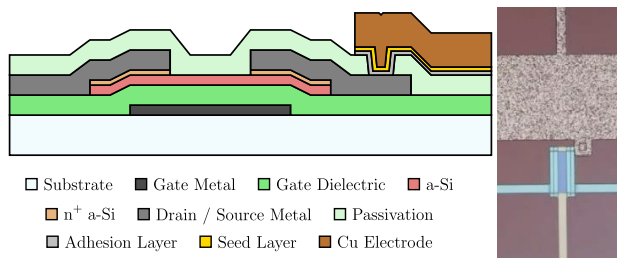 Substrate Gate Metal Gate Dielectric a-Si
n⁺ a-Si Drain / Source Metal Passivation
Adhesion Layer Seed Layer Cu Electrode